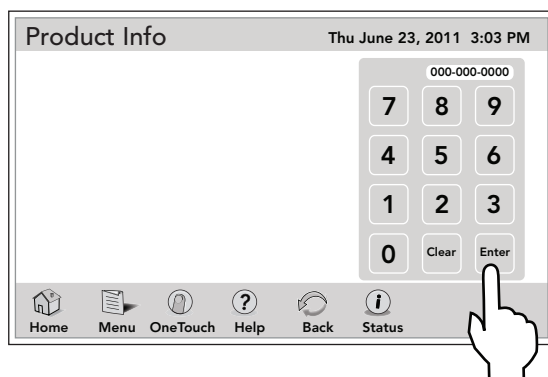 Product Info Thu June 23, 2011 3:03 PM
000-000-0000
7 8 9
4 5 6
1 2 3
0 Clear Enter
? i
Home Menu OneTouch Help Back Status